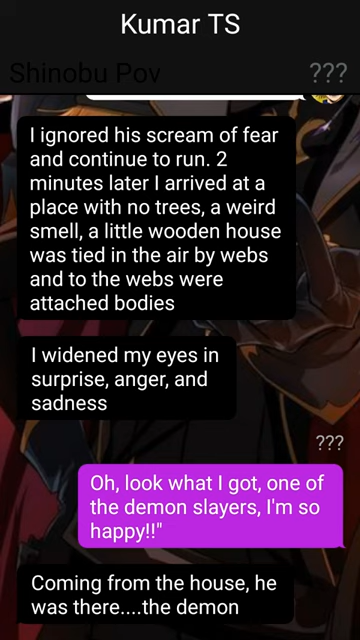 Kumar TS
Shinobu Pov
???
I ignored his scream of fear
and continue to run. 2
minutes later I arrived at a
place with no trees, a weird
smell, a little wooden house
was tied in the air by webs
and to the webs were
attached bodies
I widened my eyes in
surprise, anger, and
sadness
???
Oh, look what I got, one of
the demon slayers, I'm so
happy!!"
Coming from the house, he
was there....the demon